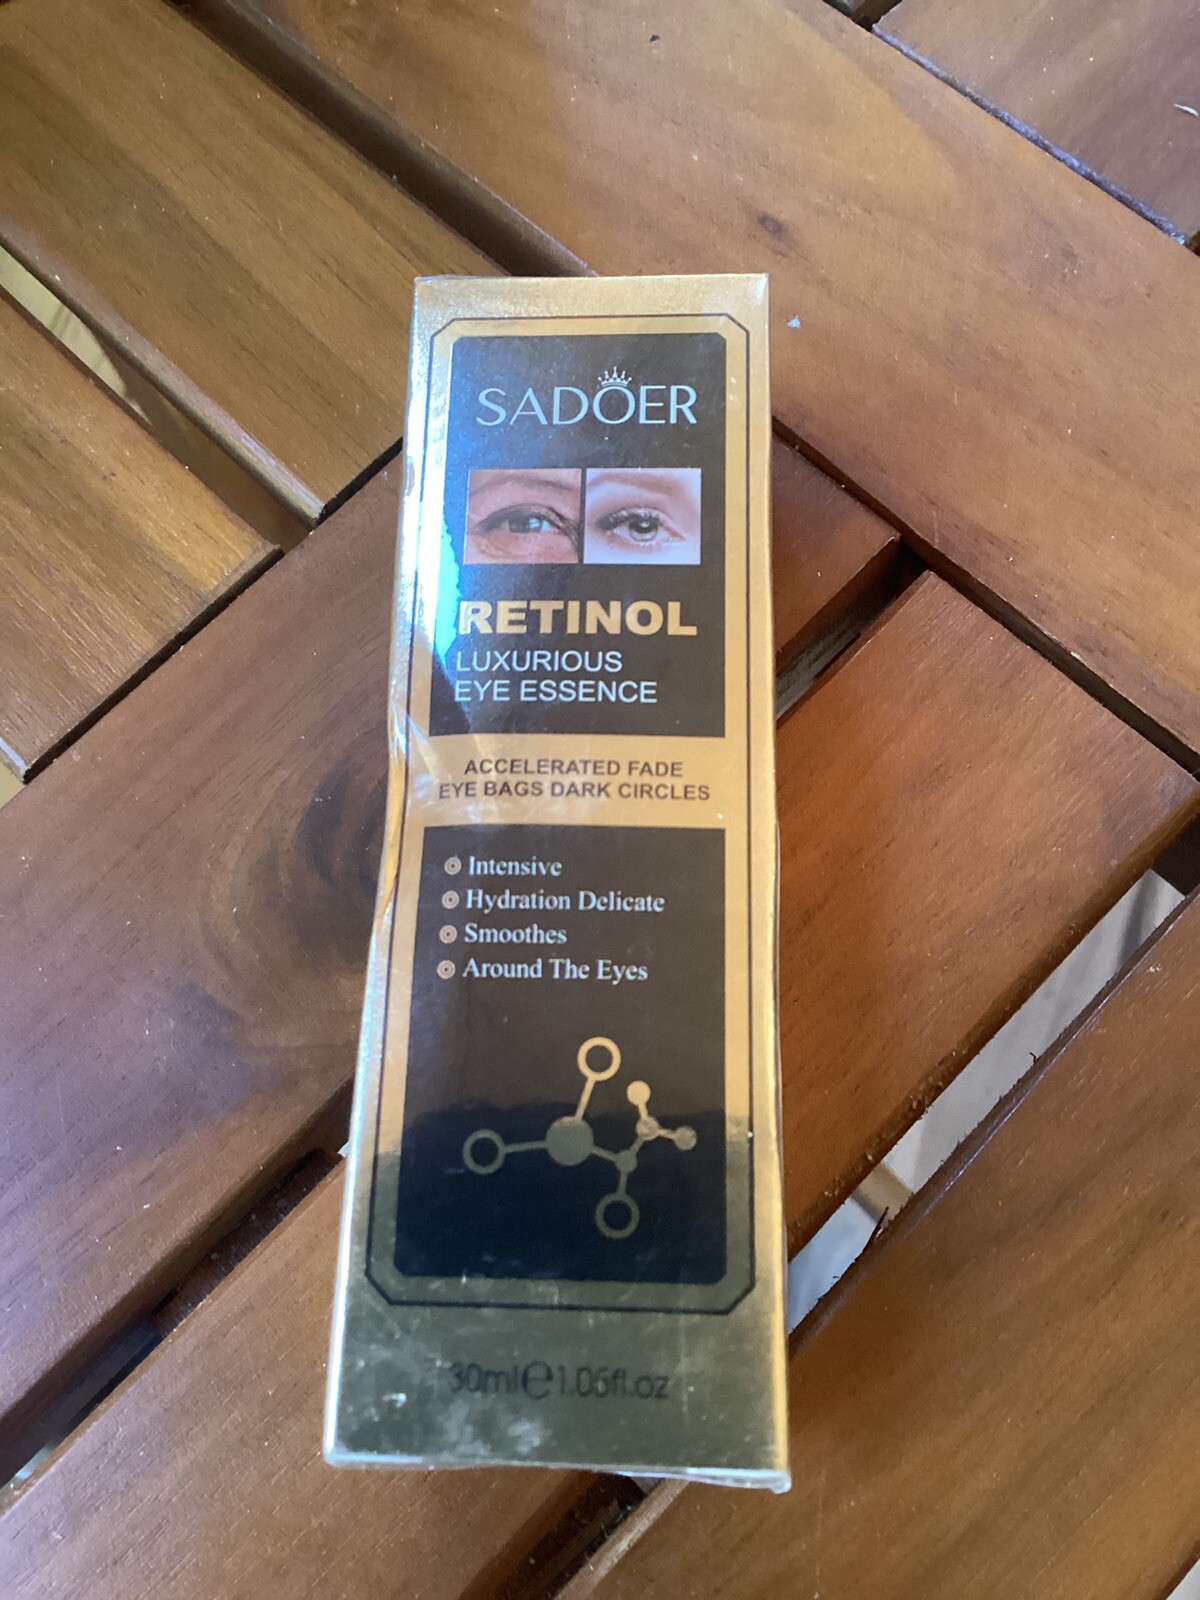 SADOER
RETINOL
LUXURIOUS
EYE ESSENCE
ACCELERATED FADE
EYE BAGS DARK CIRCLES
Intensive
Hydration Delicate
Smoothes
Around The Eyes
30ml℮1.05fl.oz